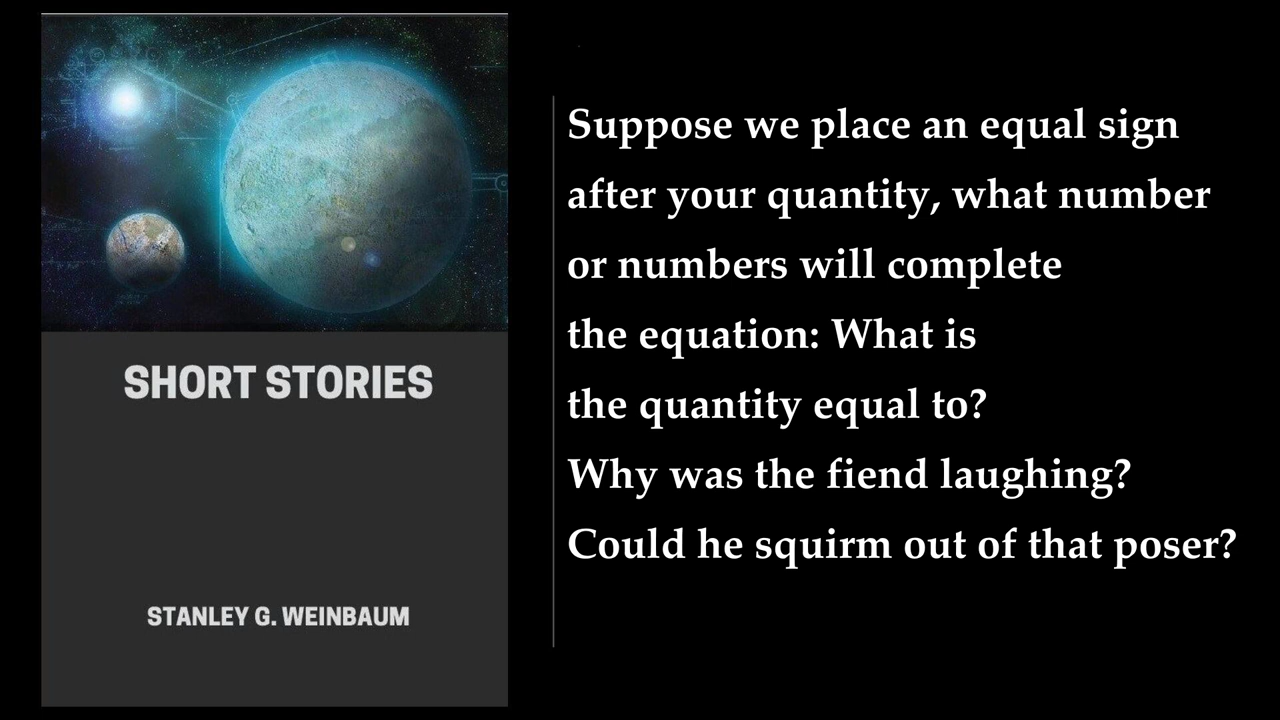 SHORT STORIES
STANLEY G. WEINBAUM
Suppose we place an equal sign
after your quantity, what number
or numbers will complete
the equation: What is
the quantity equal to?
Why was the fiend laughing?
Could he squirm out of that poser?